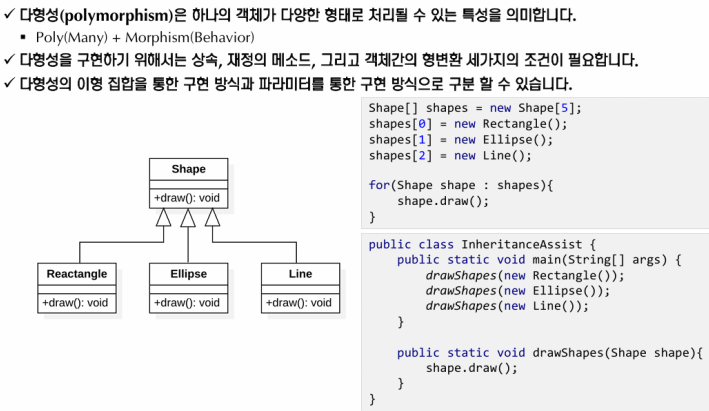 ✓ 다형성(polymorphism)은 하나의 객체가 다양한 형태로 처리될 수 있는 특성을 의미합니다.
▪ Poly(Many) + Morphism(Behavior)
✓ 다형성을 구현하기 위해서는 상속, 재정의 메소드, 그리고 객체간의 형변환 세가지의 조건이 필요합니다.
✓ 다형성의 이형 집합을 통한 구현 방식과 파라미터를 통한 구현 방식으로 구분 할 수 있습니다.
Shape
+draw(): void
Reactangle
+draw(): void
Ellipse
+draw(): void
Line
+draw(): void
Shape[] shapes = new Shape[5];
shapes[0] = new Rectangle();
shapes[1] = new Ellipse();
shapes[2] = new Line();
for(Shape shape : shapes){
    shape.draw();
}
public class InheritanceAssist {
    public static void main(String[] args) {
        drawShapes(new Rectangle());
        drawShapes(new Ellipse());
        drawShapes(new Line());
    }
    public static void drawShapes(Shape shape){
        shape.draw();
    }
}